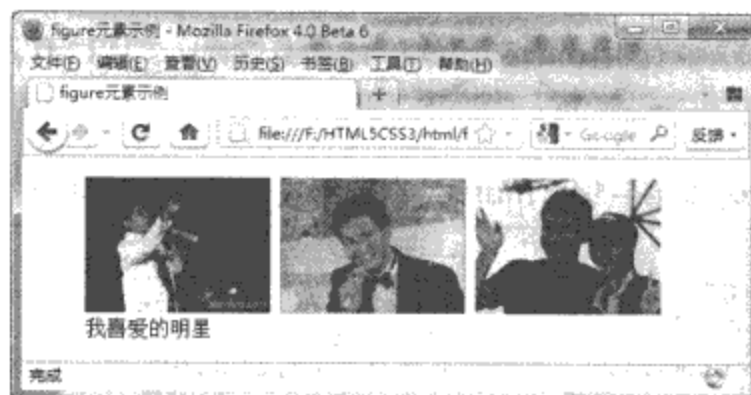 figure元素示例 - Mozilla Firefox 4.0 Beta 6
文件(F) 编辑(E) 查看(V) 历史(S) 书签(B) 工具(T) 帮助(H)
figure元素示例
file:///F:/HTML5CSS3/html/f Google 反馈
我喜爱的明星
完成